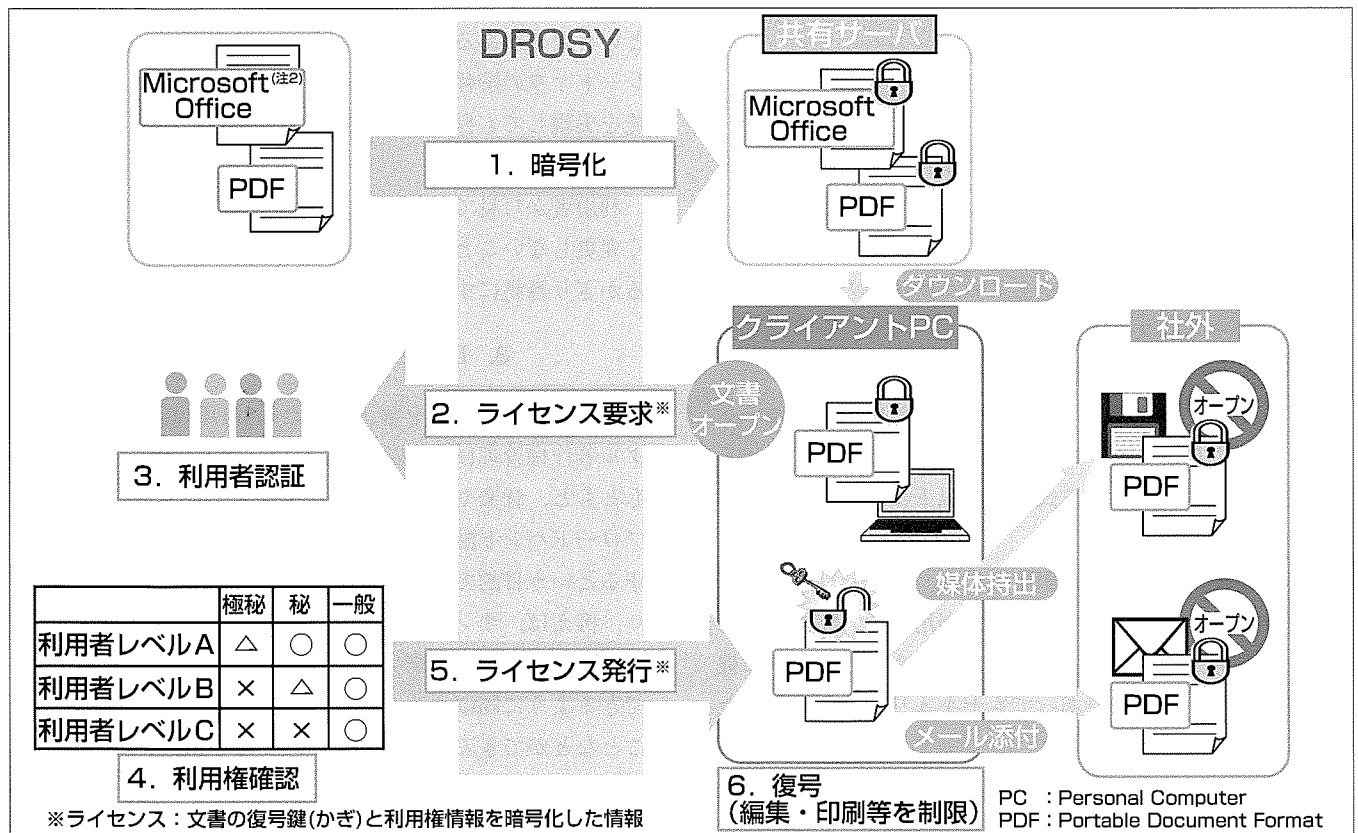 DROSY
共有サーバ
Microsoft(注2)
Office
PDF
1. 暗号化
Microsoft
Office
PDF
ダウンロード
クライアントPC
社外
文書
オープン
2. ライセンス要求※
PDF
オープン
PDF
3. 利用者認証
媒体持出
極秘 秘 一般
利用者レベルA △ ○ ○
利用者レベルB × △ ○
利用者レベルC × × ○
5. ライセンス発行※
PDF
オープン
PDF
メール添付
4. 利用権確認
6. 復号
(編集・印刷等を制限)
PC : Personal Computer
PDF : Portable Document Format
※ライセンス：文書の復号鍵(かぎ)と利用権情報を暗号化した情報